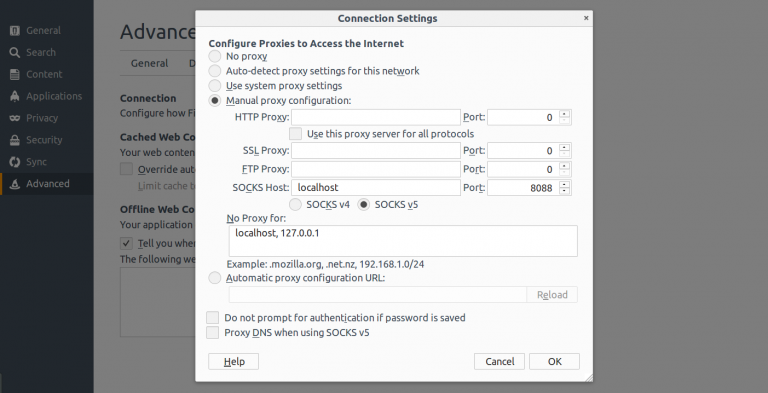 Connection Settings
×
General
Search
Content
Applications
Privacy
Security
Sync
Advanced
Advance
General D
Connection
Configure how Fi
Cached Web Co
Your web conten
Override aut
Limit cache t
Offline Web Co
Your application
Tell you when
The following we
Configure Proxies to Access the Internet
No proxy
Auto-detect proxy settings for this network
Use system proxy settings
Manual proxy configuration:
HTTP Proxy: Port: 0
Use this proxy server for all protocols
SSL Proxy: Port: 0
FTP Proxy: Port: 0
SOCKS Host: localhost Port: 8088
SOCKS v4 SOCKS v5
No Proxy for:
localhost, 127.0.0.1
Example: .mozilla.org, .net.nz, 192.168.1.0/24
Automatic proxy configuration URL:
Reload
Do not prompt for authentication if password is saved
Proxy DNS when using SOCKS v5
Help Cancel OK